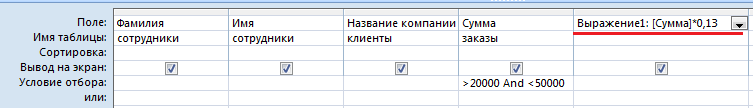 Поле: Фамилия Имя Название компании Сумма Выражение1: [Сумма]*0,13
Имя таблицы: сотрудники сотрудники клиенты заказы
Сортировка:
Вывод на экран:
Условие отбора: >20000 And <50000
или: